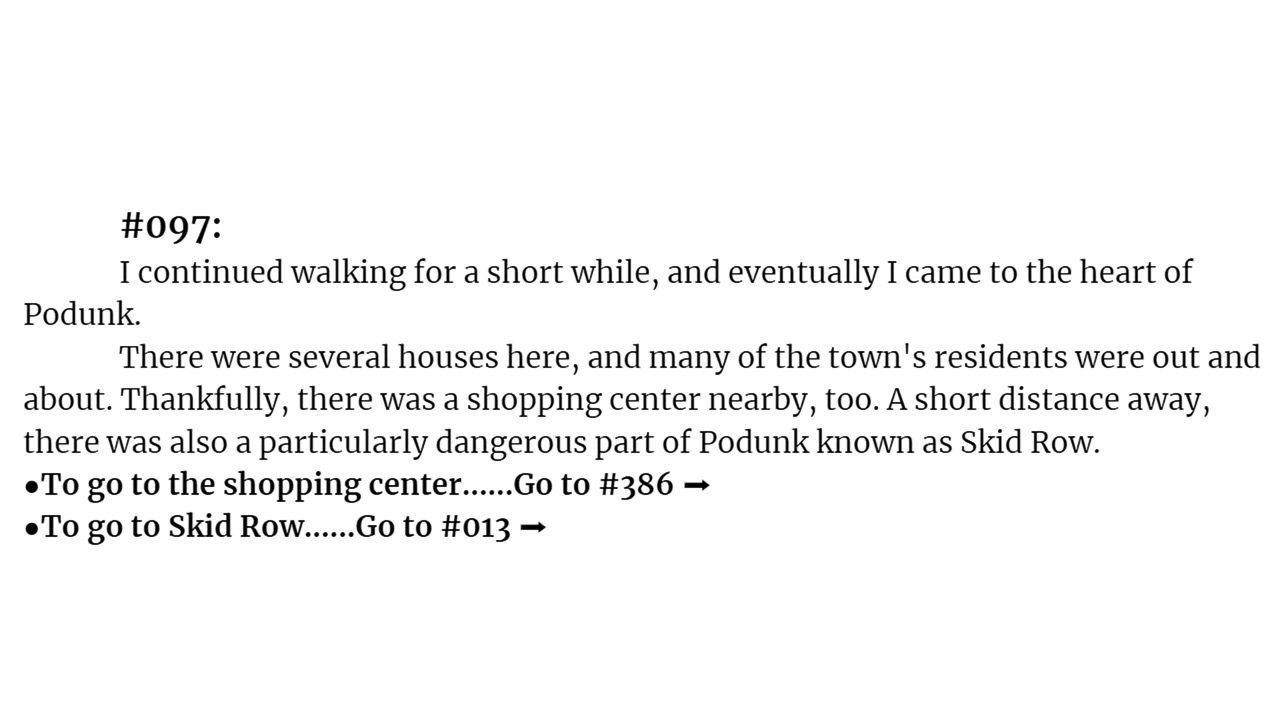 #097:
I continued walking for a short while, and eventually I came to the heart of
Podunk.
There were several houses here, and many of the town's residents were out and
about. Thankfully, there was a shopping center nearby, too. A short distance away,
there was also a particularly dangerous part of Podunk known as Skid Row.
●To go to the shopping center......Go to #386 ➞
●To go to Skid Row......Go to #013 ➞